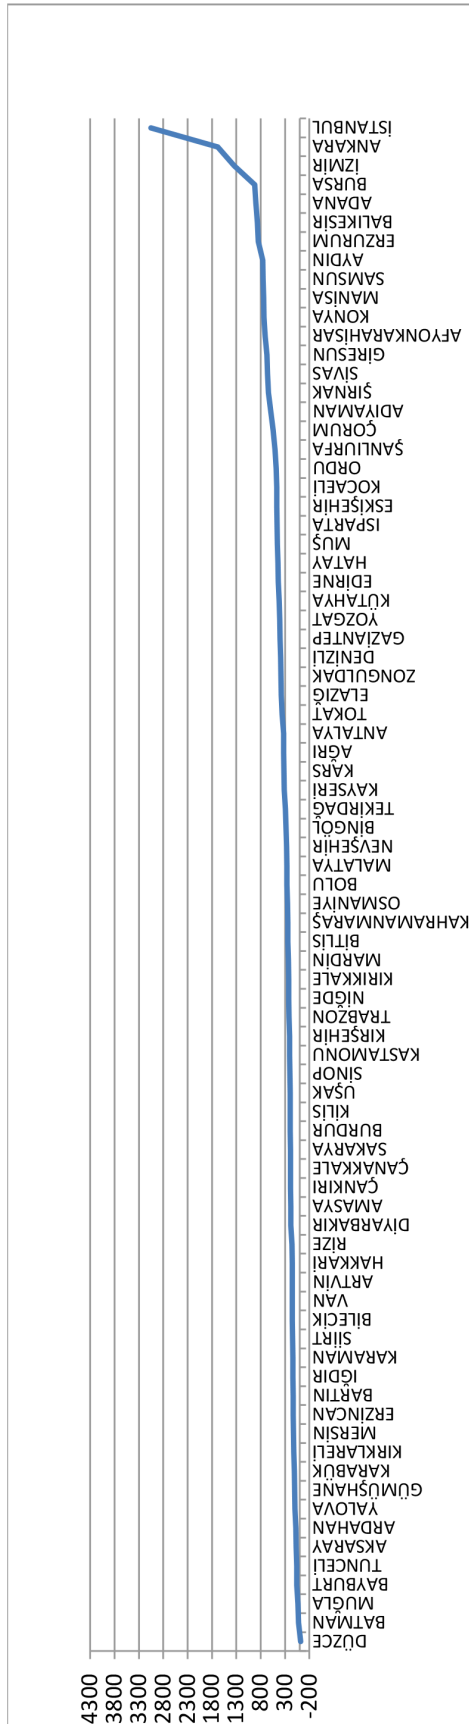 İSTANBUL
ANKARA
İZMİR
BURSA
ADANA
BALIKESİR
ERZURUM
AYDIN
SAMSUN
MANİSA
KONYA
AFYONKARAHİSAR
GİRESUN
SİVAS
ŞIRNAK
ADIYAMAN
ÇORUM
ŞANLIURFA
ORDU
KOCAELİ
ESKİŞEHİR
ISPARTA
MUŞ
HATAY
EDİRNE
KÜTAHYA
YOZGAT
GAZİANTEP
DENİZLİ
ZONGULDAK
ELAZIĞ
TOKAT
ANTALYA
AĞRI
KARS
KAYSERİ
TEKİRDAĞ
BİNGÖL
NEVŞEHİR
MALATYA
BOLU
OSMANİYE
KAHRAMANMARAŞ
BİTLİS
MARDİN
KIRIKKALE
NİĞDE
TRABZON
KIRŞEHİR
KASTAMONU
SİNOP
UŞAK
KİLİS
BURDUR
SAKARYA
ÇANAKKALE
ÇANKIRI
AMASYA
DİYARBAKIR
RİZE
HAKKARİ
ARTVİN
VAN
BİLECİK
SİİRT
KARAMAN
IĞDIR
BARTIN
ERZİNCAN
MERSİN
KIRKLARELİ
KARABÜK
GÜMÜŞHANE
YALOVA
ARDAHAN
AKSARAY
TUNCELİ
BAYBURT
MUĞLA
BATMAN
DÜZCE
4300
3800
3300
2800
2300
1800
1300
800
300
-200